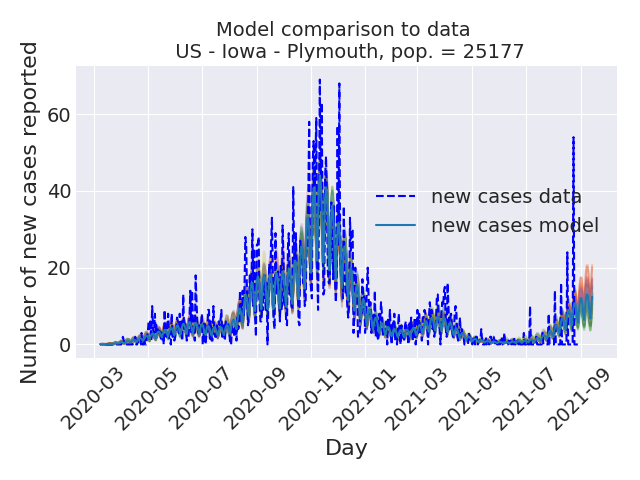 Model comparison to data
US - Iowa - Plymouth, pop. = 25177
Number of new cases reported
60
40
20
0
new cases data
new cases model
2020-03
2020-05
2020-07
2020-09
2020-11
2021-01
2021-03
2021-05
2021-07
2021-09
Day